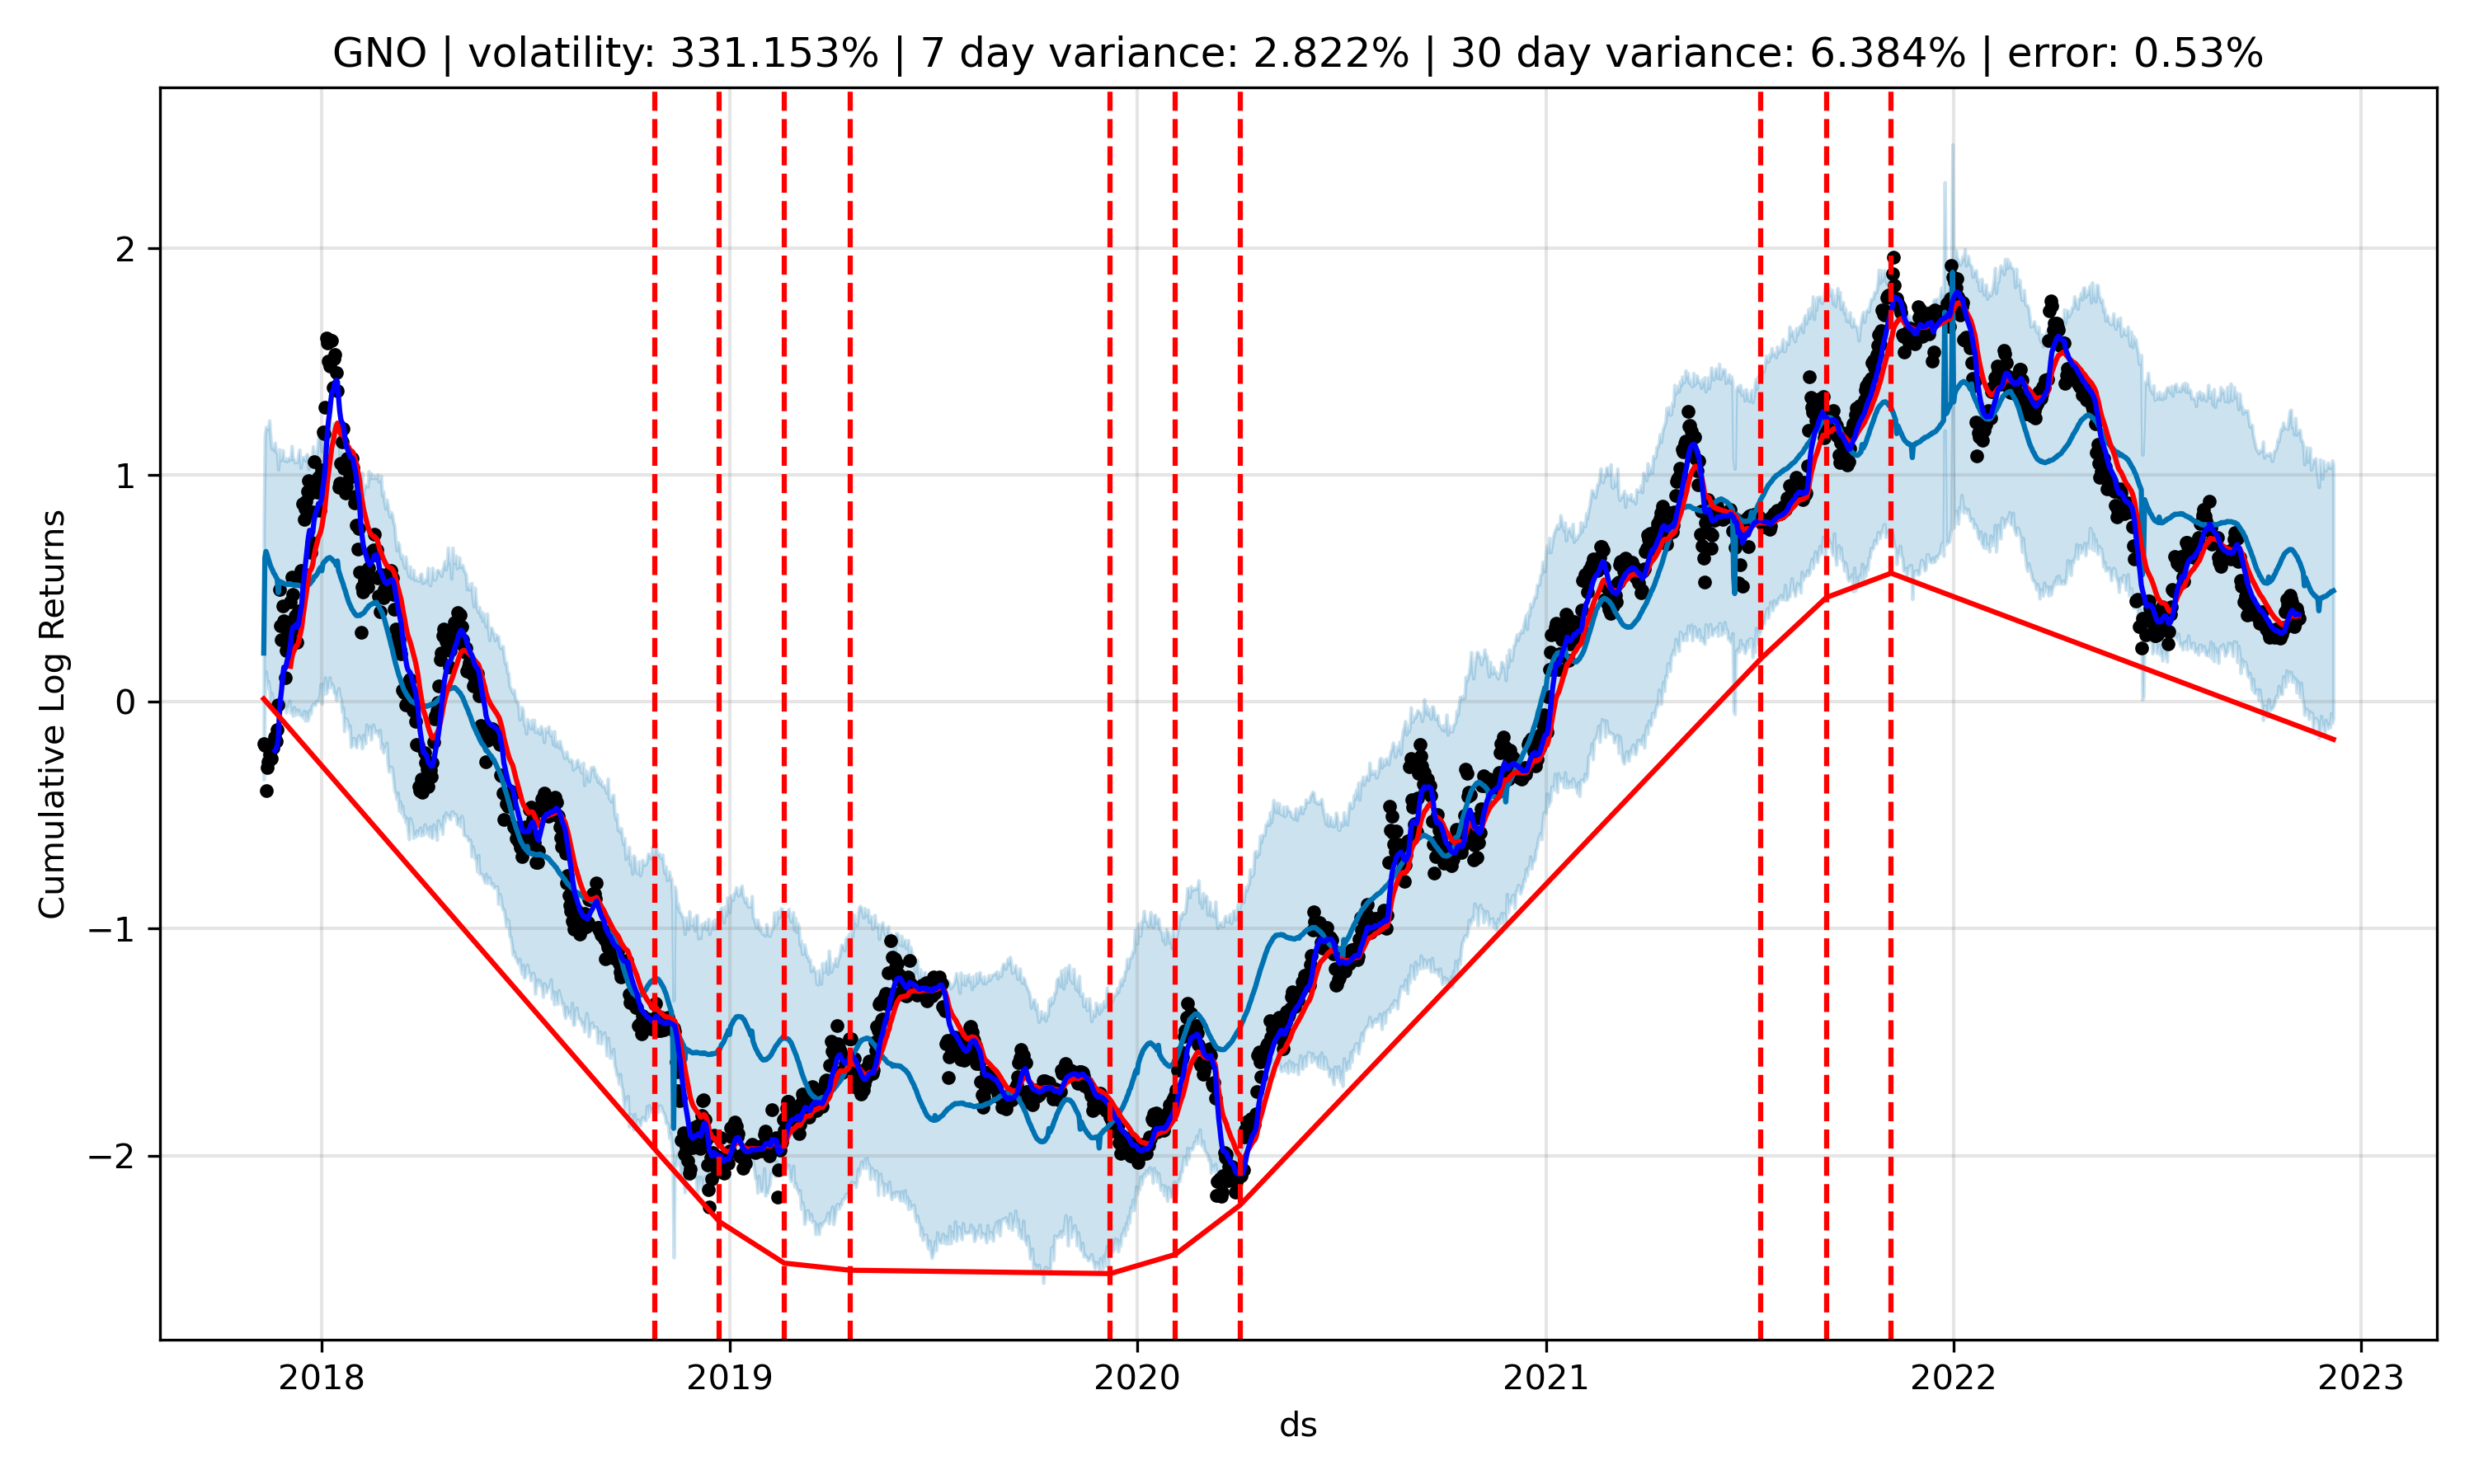 GNO | volatility: 331.153% | 7 day variance: 2.822% | 30 day variance: 6.384% | error: 0.53%
Cumulative Log Returns
2
1
0
−1
−2
2018 2019 2020 2021 2022 2023
ds